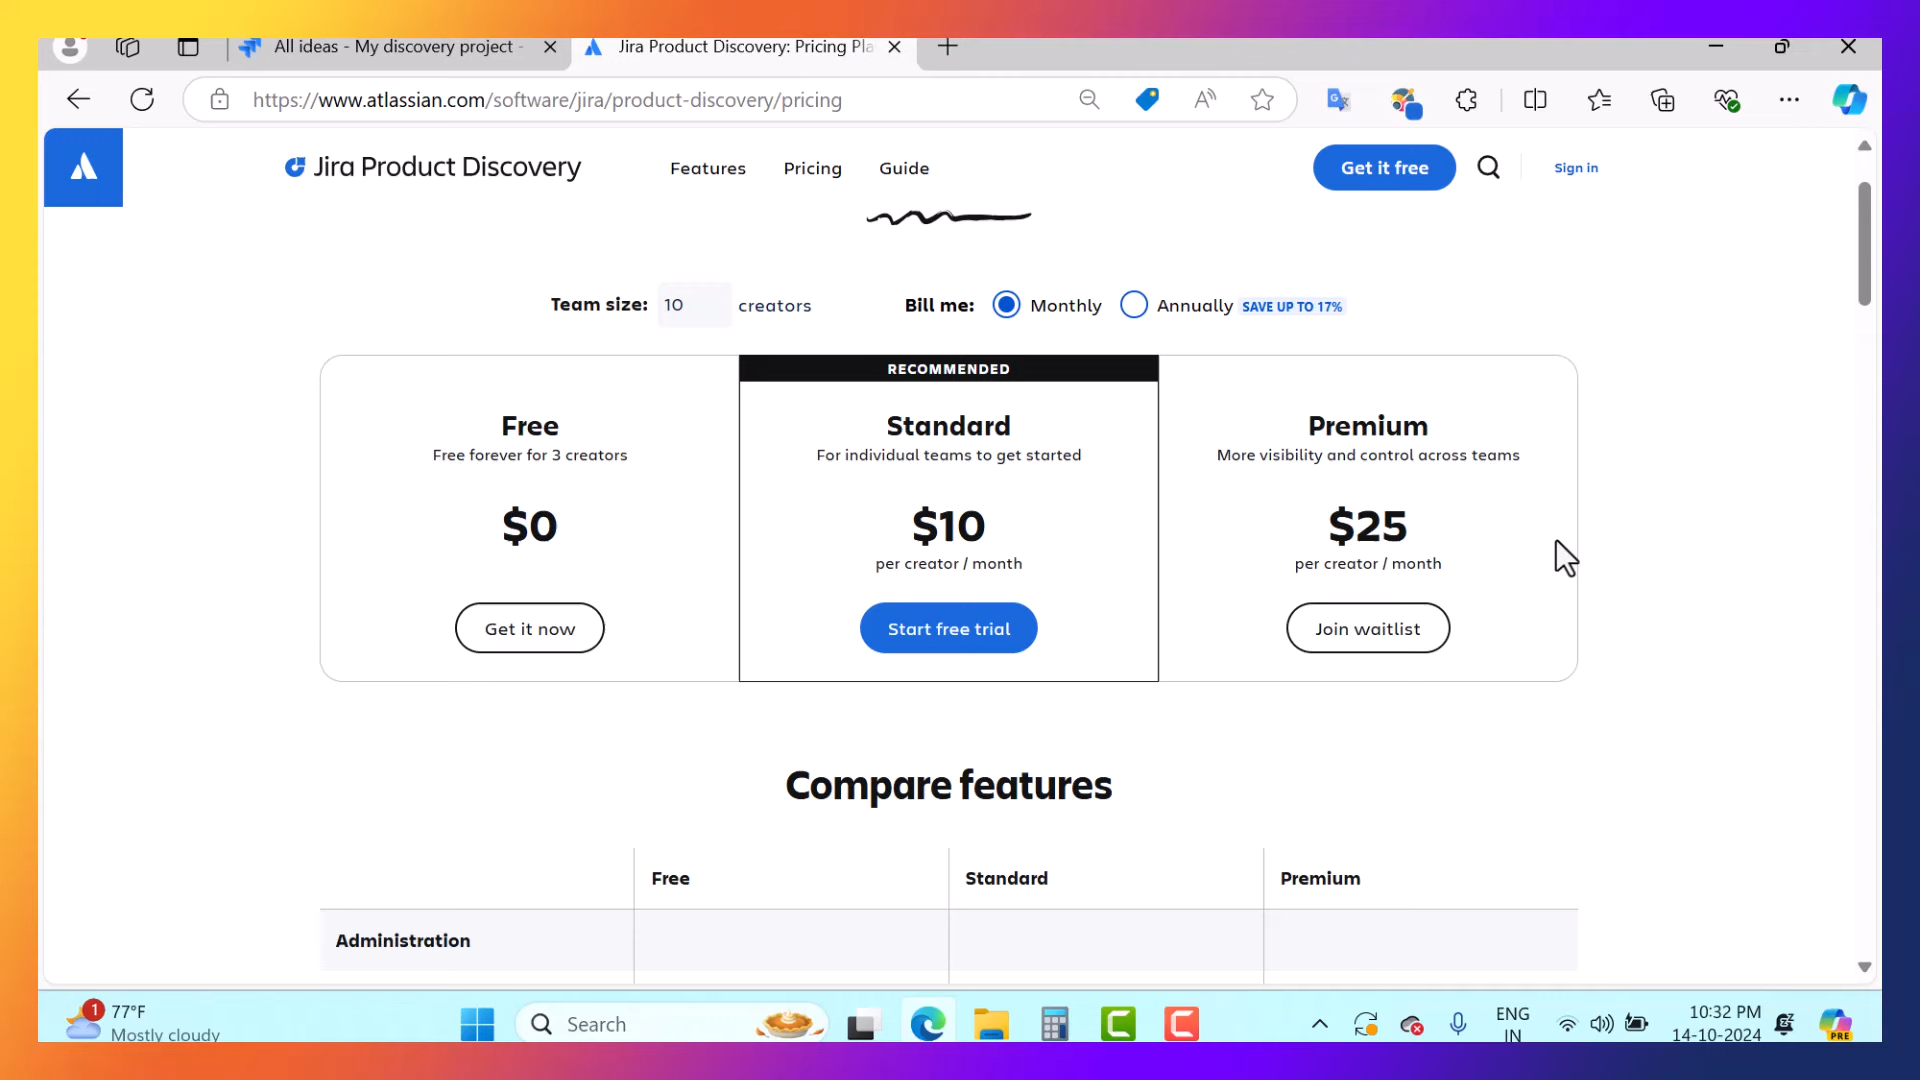 All ideas - My discovery project -
Jira Product Discovery: Pricing Pla
https://www.atlassian.com/software/jira/product-discovery/pricing
Jira Product Discovery
Features
Pricing
Guide
Get it free
Sign in
Team size: 10 creators
Bill me: Monthly Annually SAVE UP TO 17%
RECOMMENDED
Free
Free forever for 3 creators
$0
Get it now
Standard
For individual teams to get started
$10
per creator / month
Start free trial
Premium
More visibility and control across teams
$25
per creator / month
Join waitlist
Compare features
Free
Standard
Premium
Administration
1
77°F
Mostly cloudy
Search
ENG
IN
10:32 PM
14-10-2024
PRE